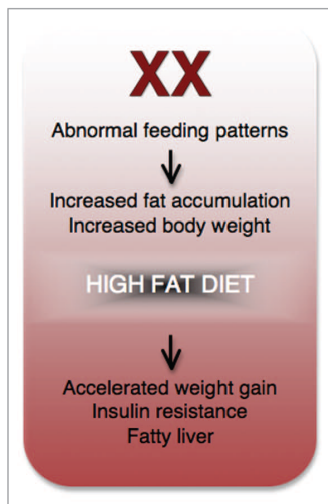 XX
Abnormal feeding patterns
Increased fat accumulation
Increased body weight
HIGH FAT DIET
Accelerated weight gain
Insulin resistance
Fatty liver